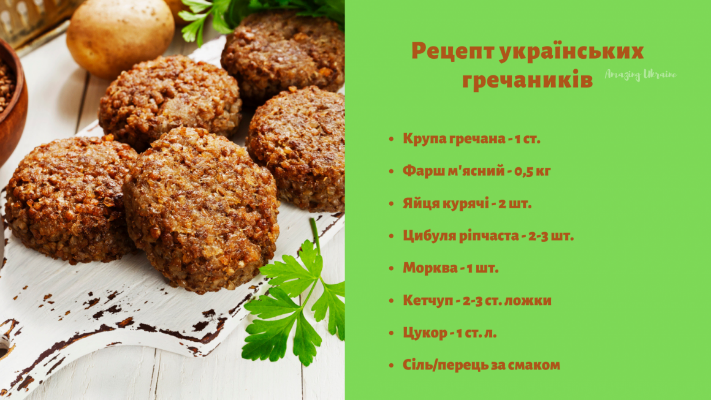 Рецепт українських
гречаників
Amazing Ukraine
Крупа гречана - 1 ст.
Фарш м'ясний - 0,5 кг
Яйця курячі - 2 шт.
Цибуля ріпчаста - 2-3 шт.
Морква - 1 шт.
Кетчуп - 2-3 ст. ложки
Цукор - 1 ст. л.
Сіль/перець за смаком